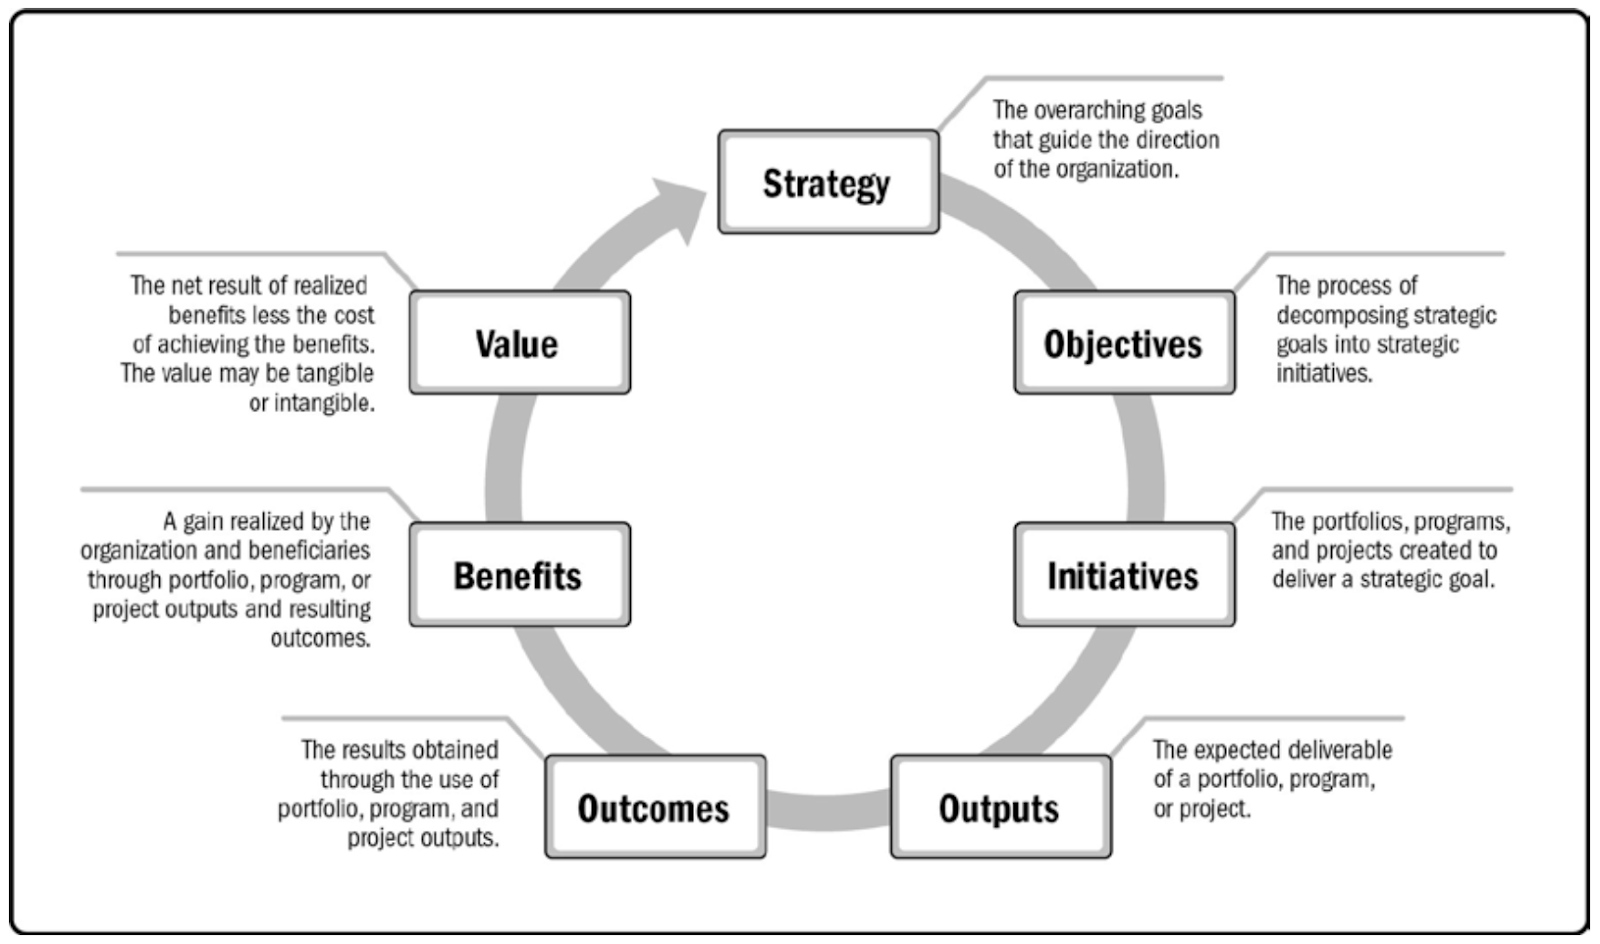 Strategy
The overarching goals
that guide the direction
of the organization.
Objectives
The process of
decomposing strategic
goals into strategic
initiatives.
Initiatives
The portfolios, programs,
and projects created to
deliver a strategic goal.
Outputs
The expected deliverable
of a portfolio, program,
or project.
Outcomes
The results obtained
through the use of
portfolio, program, and
project outputs.
Benefits
A gain realized by the
organization and beneficiaries
through portfolio, program, or
project outputs and resulting
outcomes.
Value
The net result of realized
benefits less the cost
of achieving the benefits.
The value may be tangible
or intangible.